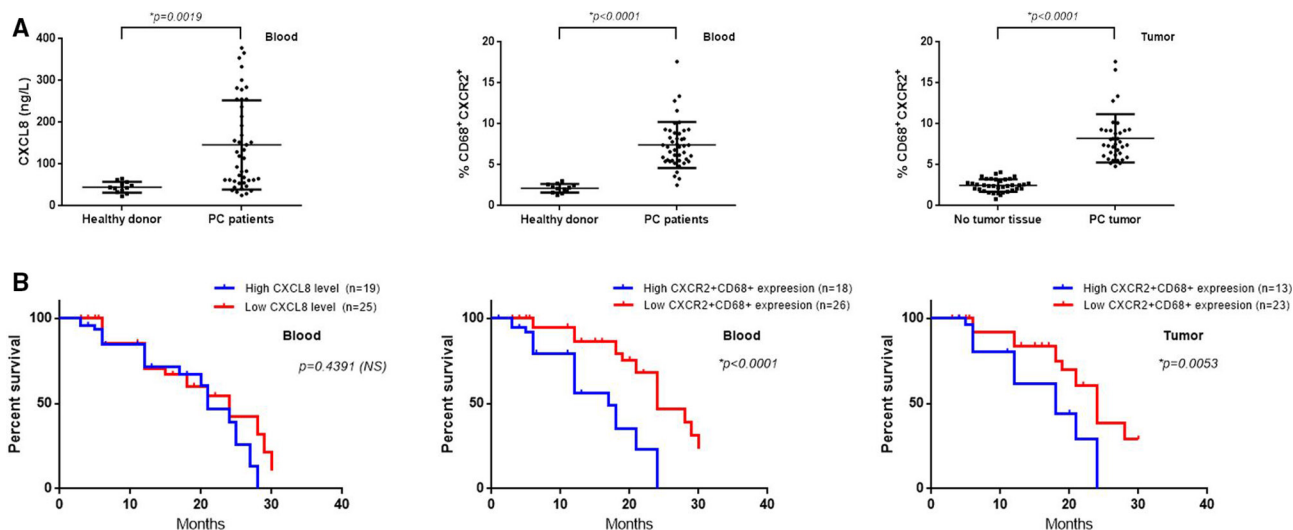 A
*p=0.0019
Blood
CXCL8 (ng/L)
400
300
200
100
0
Healthy donor
PC patients
*p<0.0001
Blood
% CD68+CXCR2+
20
15
10
5
0
Healthy donor
PC patients
*p<0.0001
Tumor
% CD68+CXCR2+
20
15
10
5
0
No tumor tissue
PC tumor
B
High CXCL8 level (n=19)
Low CXCL8 level (n=25)
Blood
p=0.4391 (NS)
Percent survival
100
50
0
0 10 20 30 40
Months
High CXCR2+CD68+ expreesion (n=18)
Low CXCR2+CD68+ expreesion (n=26)
Blood
*p<0.0001
Percent survival
100
50
0
0 10 20 30 40
Months
High CXCR2+CD68+ expreesion (n=13)
Low CXCR2+CD68+ expreesion (n=23)
Tumor
*p=0.0053
Percent survival
100
50
0
0 10 20 30 40
Months